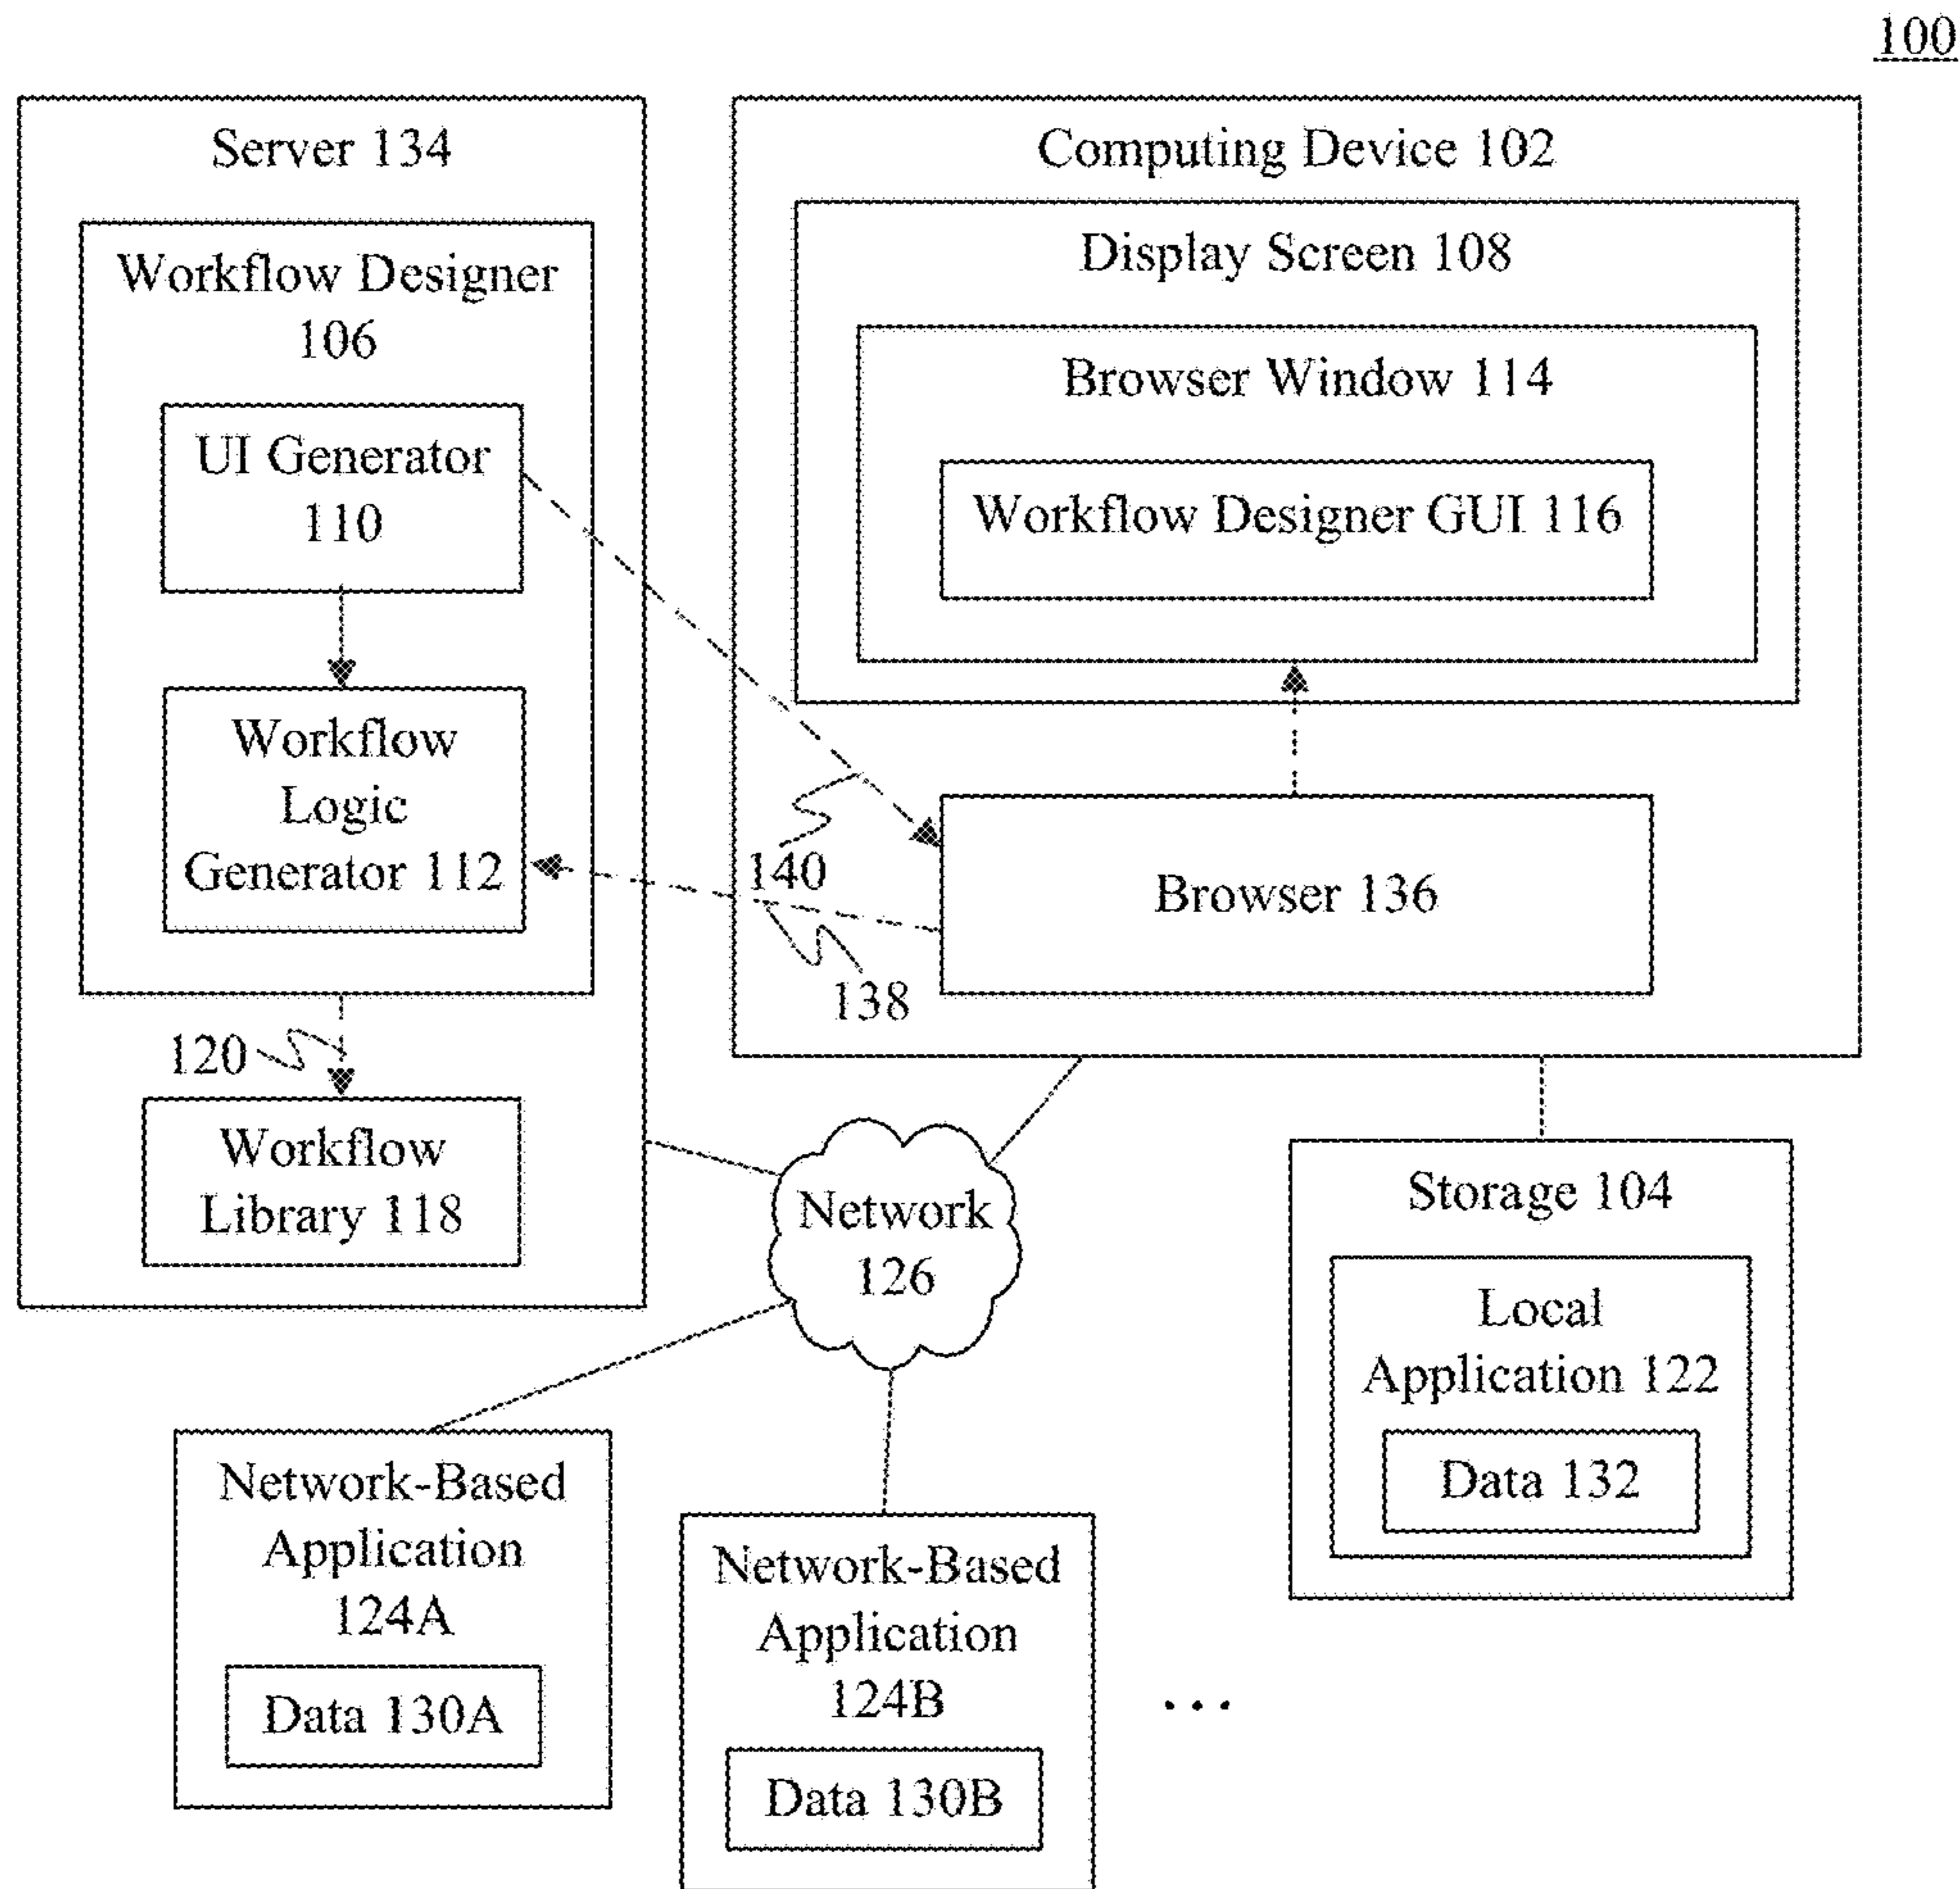 100
Server 134
Workflow Designer
106
UI Generator
110
Workflow
Logic
Generator 112
120
Workflow
Library 118
Computing Device 102
Display Screen 108
Browser Window 114
Workflow Designer GUI 116
Browser 136
140
138
Network
126
Storage 104
Local
Application 122
Data 132
Network-Based
Application
124A
Data 130A
Network-Based
Application
124B
Data 130B
...